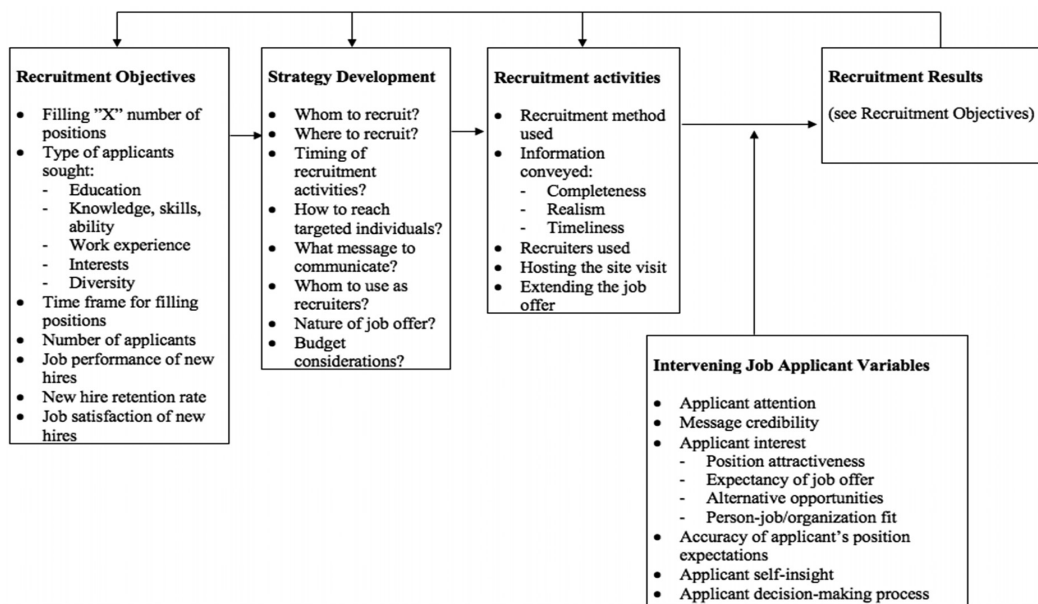 Recruitment Objectives
• Filling ”X” number of
positions
• Type of applicants
sought:
- Education
- Knowledge, skills,
ability
- Work experience
- Interests
- Diversity
• Time frame for filling
positions
• Number of applicants
• Job performance of new
hires
• New hire retention rate
• Job satisfaction of new
hires
Strategy Development
• Whom to recruit?
• Where to recruit?
• Timing of
recruitment
activities?
• How to reach
targeted individuals?
• What message to
communicate?
• Whom to use as
recruiters?
• Nature of job offer?
• Budget
considerations?
Recruitment activities
• Recruitment method
used
• Information
conveyed:
- Completeness
- Realism
- Timeliness
• Recruiters used
• Hosting the site visit
• Extending the job
offer
Recruitment Results
(see Recruitment Objectives)
Intervening Job Applicant Variables
• Applicant attention
• Message credibility
• Applicant interest
- Position attractiveness
- Expectancy of job offer
- Alternative opportunities
- Person-job/organization fit
• Accuracy of applicant’s position
expectations
• Applicant self-insight
• Applicant decision-making process